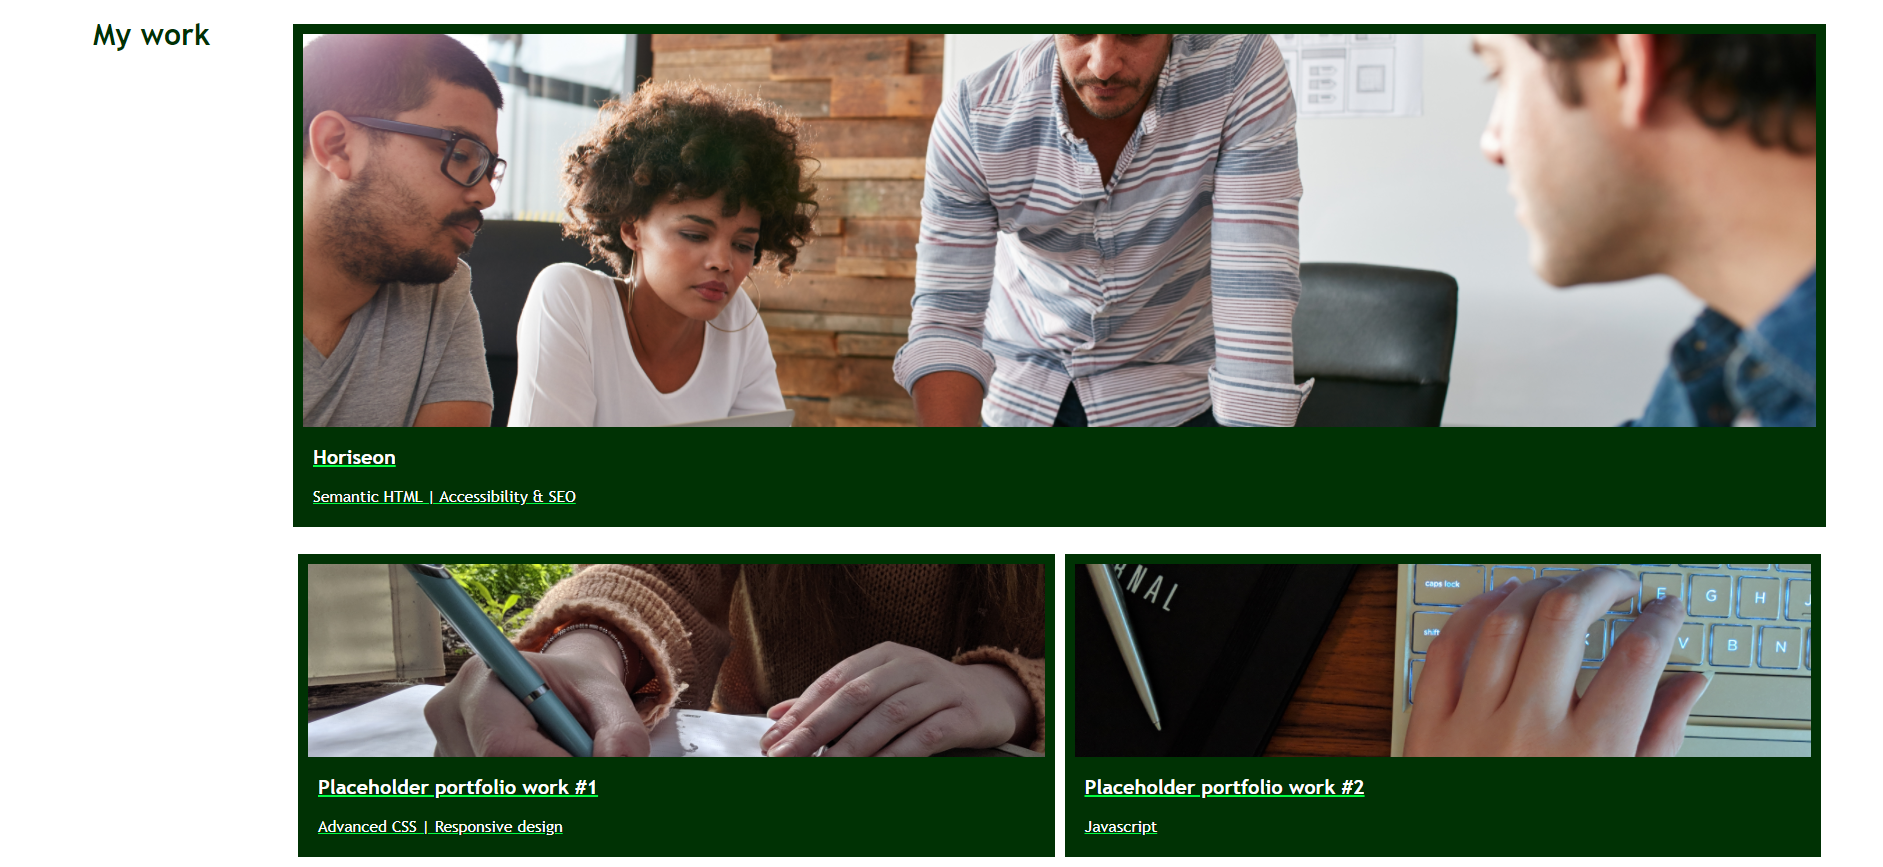 My work
Horiseon
Semantic HTML | Accessibility & SEO
RNAL
caps lock
E G H J
shift
V B N
Placeholder portfolio work #1
Placeholder portfolio work #2
Advanced CSS | Responsive design
Javascript